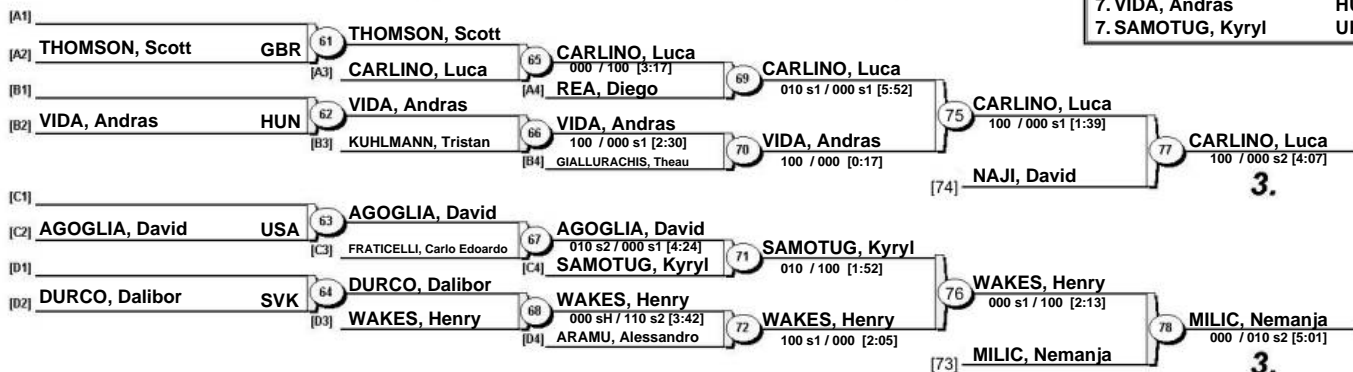 7. VIDA, Andras HU
7. SAMOTUG, Kyryl
[A1]
[A2] THOMSON, Scott GBR
61 THOMSON, Scott
[A3] CARLINO, Luca
65 CARLINO, Luca
000 / 100 [3:17]
[A4] REA, Diego
69 CARLINO, Luca
010 s1 / 000 s1 [5:52]
[B1]
[B2] VIDA, Andras HUN
62 VIDA, Andras
[B3] KUHLMANN, Tristan
66 VIDA, Andras
100 / 000 s1 [2:30]
[B4] GIALLURACHIS, Theau
70 VIDA, Andras
100 / 000 [0:17]
75 CARLINO, Luca
100 / 000 s1 [1:39]
[74] NAJI, David
77 CARLINO, Luca
100 / 000 s2 [4:07]
3.
[C1]
[C2] AGOGLIA, David USA
63 AGOGLIA, David
[C3] FRATICELLI, Carlo Edoardo
67 AGOGLIA, David
010 s2 / 000 s1 [4:24]
[C4] SAMOTUG, Kyryl
71 SAMOTUG, Kyryl
010 / 100 [1:52]
[D1]
[D2] DURCO, Dalibor SVK
64 DURCO, Dalibor
[D3] WAKES, Henry
68 WAKES, Henry
000 sH / 110 s2 [3:42]
[D4] ARAMU, Alessandro
72 WAKES, Henry
100 s1 / 000 [2:05]
76 WAKES, Henry
000 s1 / 100 [2:13]
[73] MILIC, Nemanja
78 MILIC, Nemanja
000 / 010 s2 [5:01]
3.